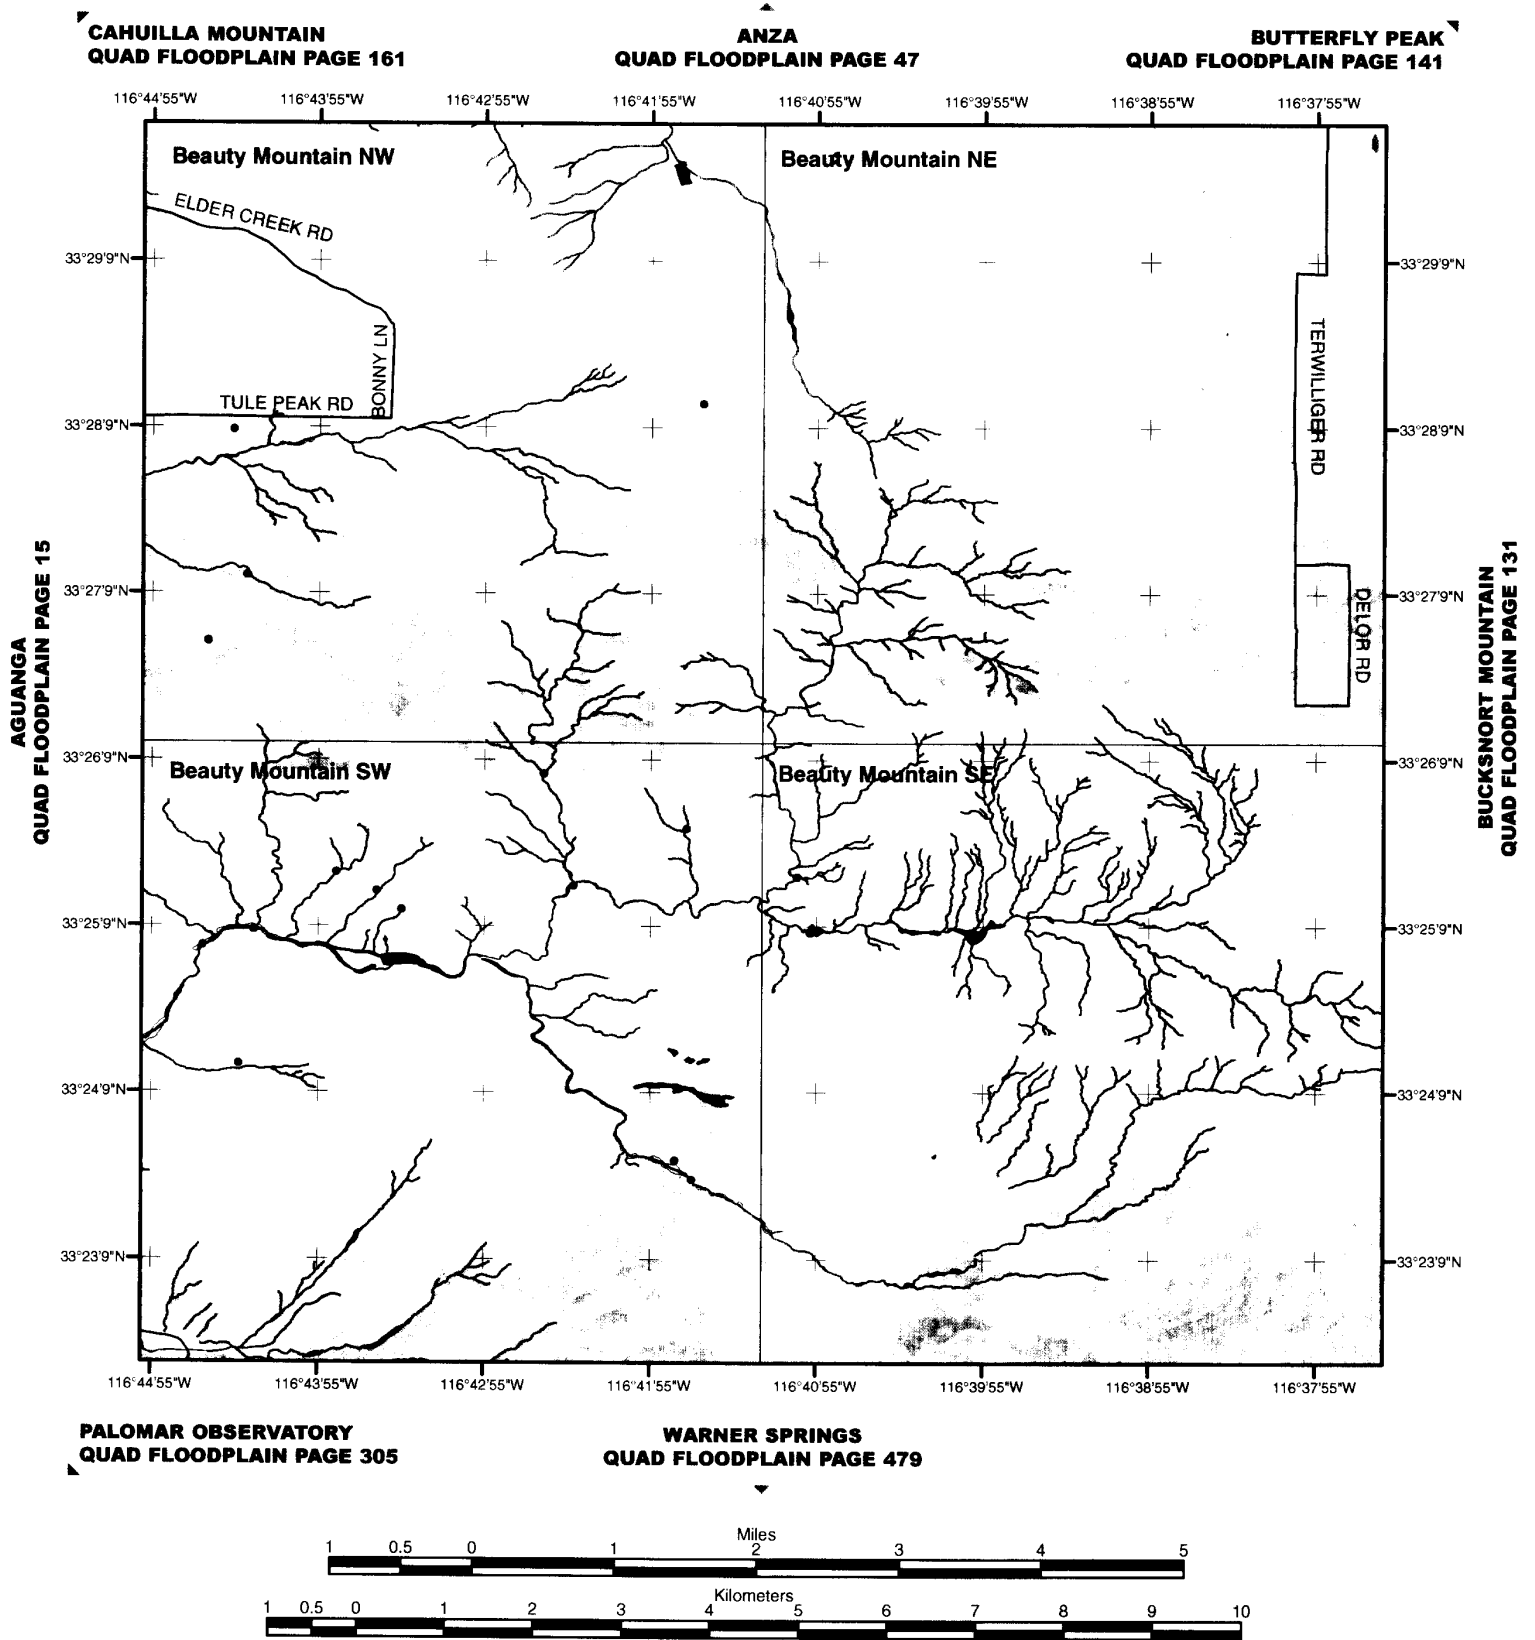 CAHUILLA MOUNTAIN
QUAD FLOODPLAIN PAGE 161
ANZA
QUAD FLOODPLAIN PAGE 47
BUTTERFLY PEAK
QUAD FLOODPLAIN PAGE 141
116°44'55"W
116°43'55"W
116°42'55"W
116°41'55"W
116°40'55"W
116°39'55"W
116°38'55"W
116°37'55"W
Beauty Mountain NW
Beauty Mountain NE
ELDER CREEK RD
33°29'9"N
33°29'9"N
BONNY LN
TERWILLIGER RD
TULE PEAK RD
33°28'9"N
33°28'9"N
AGUANGA
QUAD FLOODPLAIN PAGE 15
BUCKSNORT MOUNTAIN
QUAD FLOODPLAIN PAGE 131
33°27'9"N
33°27'9"N
DELOR RD
33°26'9"N
33°26'9"N
Beauty Mountain SW
Beauty Mountain SE
33°25'9"N
33°25'9"N
33°24'9"N
33°24'9"N
33°23'9"N
33°23'9"N
116°44'55"W
116°43'55"W
116°42'55"W
116°41'55"W
116°40'55"W
116°39'55"W
116°38'55"W
116°37'55"W
PALOMAR OBSERVATORY
QUAD FLOODPLAIN PAGE 305
WARNER SPRINGS
QUAD FLOODPLAIN PAGE 479
Miles
1 0.5 0 1 2 3 4 5
Kilometers
1 0.5 0 1 2 3 4 5 6 7 8 9 10